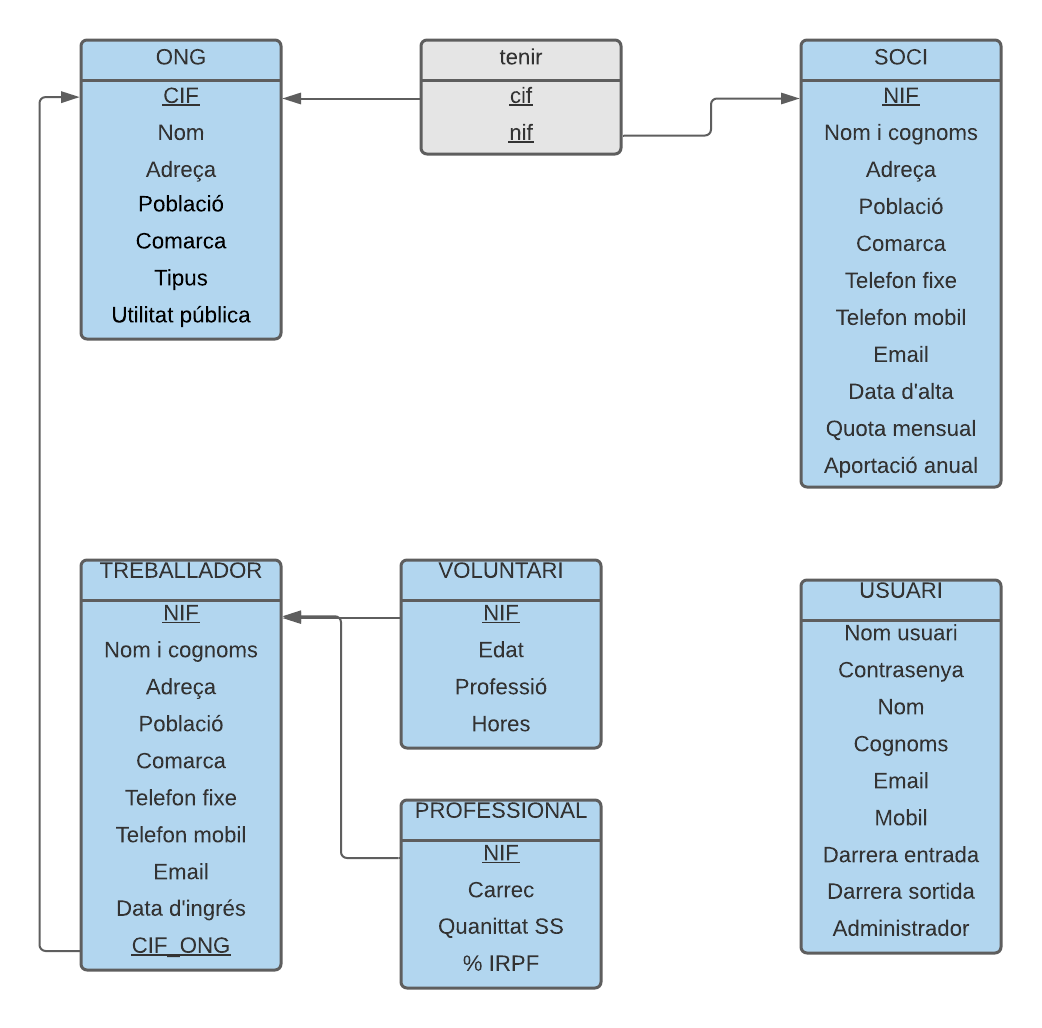 ONG
CIF
Nom
Adreça
Població
Comarca
Tipus
Utilitat pública
tenir
cif
nif
SOCI
NIF
Nom i cognoms
Adreça
Població
Comarca
Telefon fixe
Telefon mobil
Email
Data d'alta
Quota mensual
Aportació anual
TREBALLADOR
NIF
Nom i cognoms
Adreça
Població
Comarca
Telefon fixe
Telefon mobil
Email
Data d'ingrés
CIF_ONG
VOLUNTARI
NIF
Edat
Professió
Hores
PROFESSIONAL
NIF
Carrec
Quanittat SS
% IRPF
USUARI
Nom usuari
Contrasenya
Nom
Cognoms
Email
Mobil
Darrera entrada
Darrera sortida
Administrador